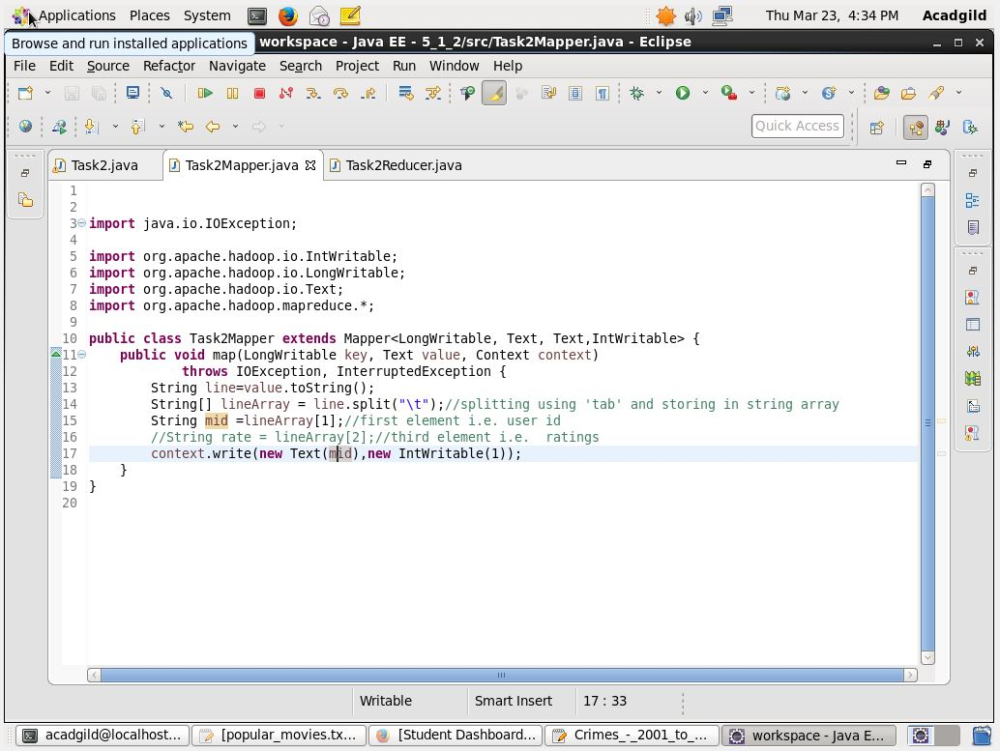 Applications Places System Thu Mar 23, 4:34 PM Acadgild
Browse and run installed applications
workspace - Java EE - 5_1_2/src/Task2Mapper.java - Eclipse
File Edit Source Refactor Navigate Search Project Run Window Help
Quick Access
Task2.java Task2Mapper.java Task2Reducer.java
1
2
3 import java.io.IOException;
4
5 import org.apache.hadoop.io.IntWritable;
6 import org.apache.hadoop.io.LongWritable;
7 import org.apache.hadoop.io.Text;
8 import org.apache.hadoop.mapreduce.*;
9
10 public class Task2Mapper extends Mapper<LongWritable, Text, Text,IntWritable> {
11 public void map(LongWritable key, Text value, Context context)
12 throws IOException, InterruptedException {
13 String line=value.toString();
14 String[] lineArray = line.split("\t");//splitting using 'tab' and storing in string array
15 String mid =lineArray[1];//first element i.e. user id
16 //String rate = lineArray[2];//third element i.e.  ratings
17 context.write(new Text(mid),new IntWritable(1));
18 }
19 }
20
Writable Smart Insert 17 : 33
acadgild@localhost... [popular_movies.tx... [Student Dashboard... Crimes_-_2001_to_... workspace - Java E...